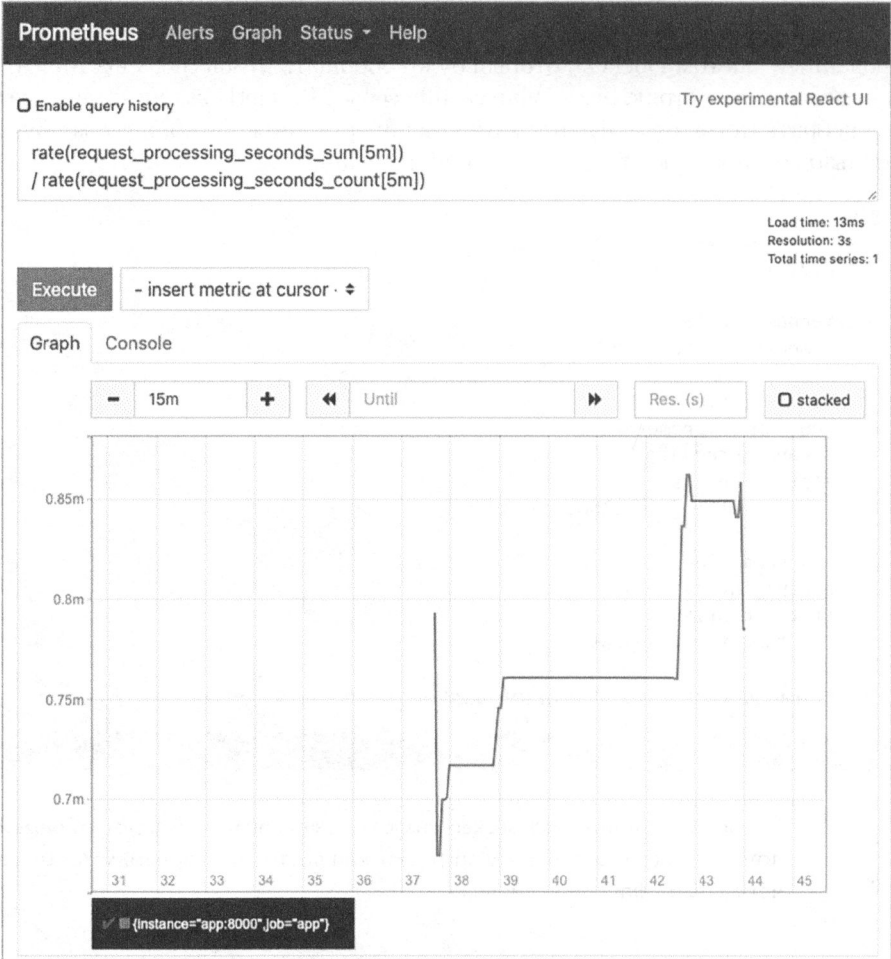 Prometheus Alerts Graph Status Help
Enable query history
Try experimental React UI
rate(request_processing_seconds_sum[5m])
/ rate(request_processing_seconds_count[5m])
Load time: 13ms
Resolution: 3s
Total time series: 1
Execute
- insert metric at cursor -
Graph Console
15m
Until
Res. (s)
stacked
0.85m
0.8m
0.75m
0.7m
31 32 33 34 35 36 37 38 39 40 41 42 43 44 45
{instance="app:8000",job="app"}